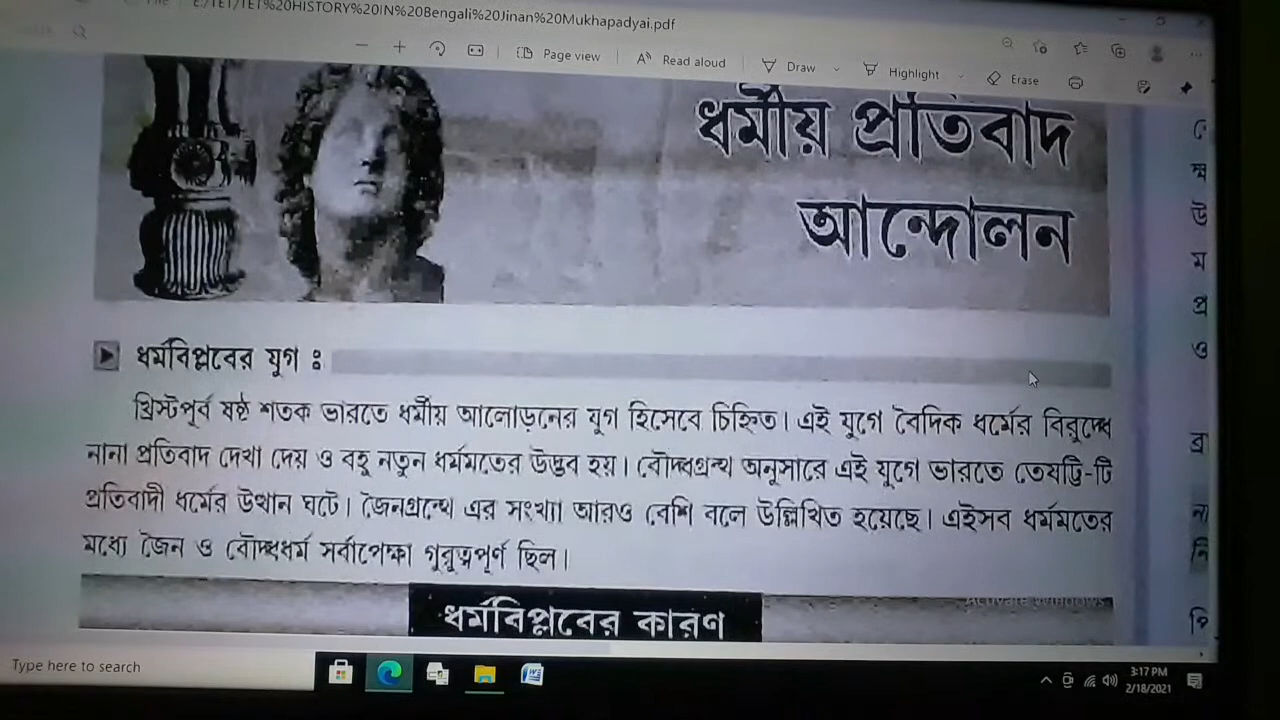 File
E:/TET/TET%20HISTORY%20IN%20Bengali%20Jinan%20Mukhapadyai.pdf
Page view
Read aloud
Draw
Highlight
Erase
ধর্মীয় প্রতিবাদ
আন্দোলন
ধর্মবিপ্লবের যুগ :
খ্রিস্টপূর্ব ষষ্ঠ শতক ভারতে ধর্মীয় আলোড়নের যুগ হিসেবে চিহ্নিত। এই যুগে বৈদিক ধর্মের বিরুদ্ধে
নানা প্রতিবাদ দেখা দেয় ও বহু নতুন ধর্মমতের উদ্ভব হয়। বৌদ্ধগ্রন্থ অনুসারে এই যুগে ভারতে তেষট্টি-টি
প্রতিবাদী ধর্মের উত্থান ঘটে। জৈনগ্রন্থে এর সংখ্যা আরও বেশি বলে উল্লিখিত হয়েছে। এইসব ধর্মমতের
মধ্যে জৈন ও বৌদ্ধধর্ম সর্বাপেক্ষা গুরুত্বপূর্ণ ছিল।
Activate Windows
ধর্মবিপ্লবের কারণ
Type here to search
3:17 PM
2/18/2021